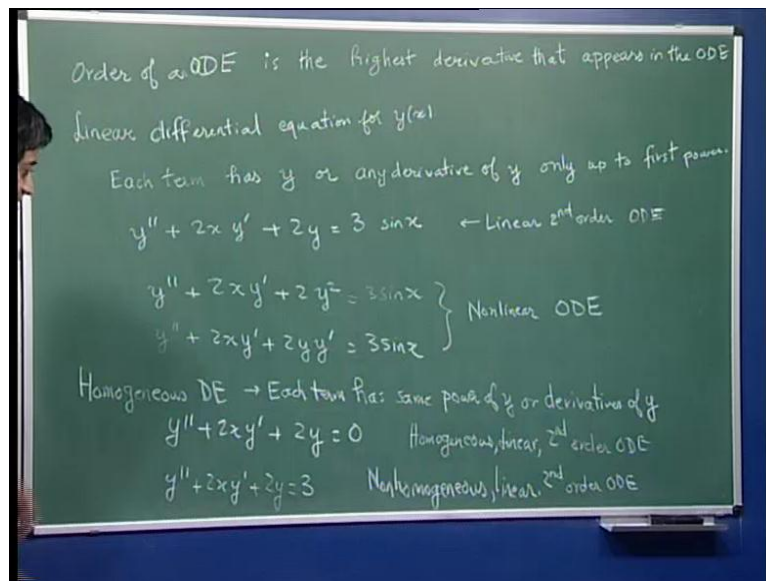 Order of a ODE is the highest derivative that appears in the ODE
Linear differential equation for y(x)
Each term has y or any derivative of y only up to first power.
y'' + 2x y' + 2y = 3 sinx ← Linear 2nd order ODE
y'' + 2xy' + 2y² = 3sinx
} Nonlinear ODE
y'' + 2xy' + 2yy' = 3sinx
Homogeneous DE → Each term has same power of y or derivatives of y
y'' + 2xy' + 2y = 0 Homogeneous, linear, 2nd order ODE
y'' + 2xy' + 2y = 3 Nonhomogeneous, linear, 2nd order ODE